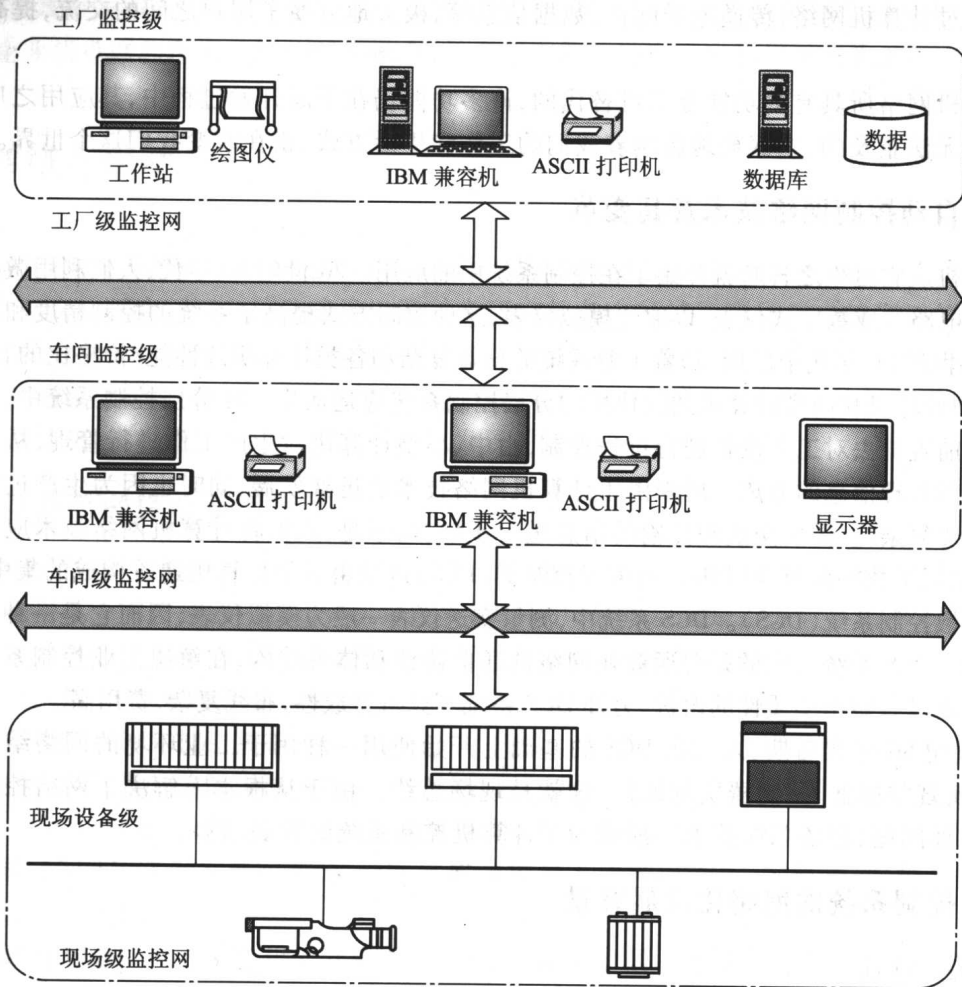 工厂监控级
工作站
绘图仪
IBM 兼容机
ASCII 打印机
数据库
数据
工厂级监控网
车间监控级
IBM 兼容机
ASCII 打印机
IBM 兼容机
ASCII 打印机
显示器
车间级监控网
现场设备级
现场级监控网